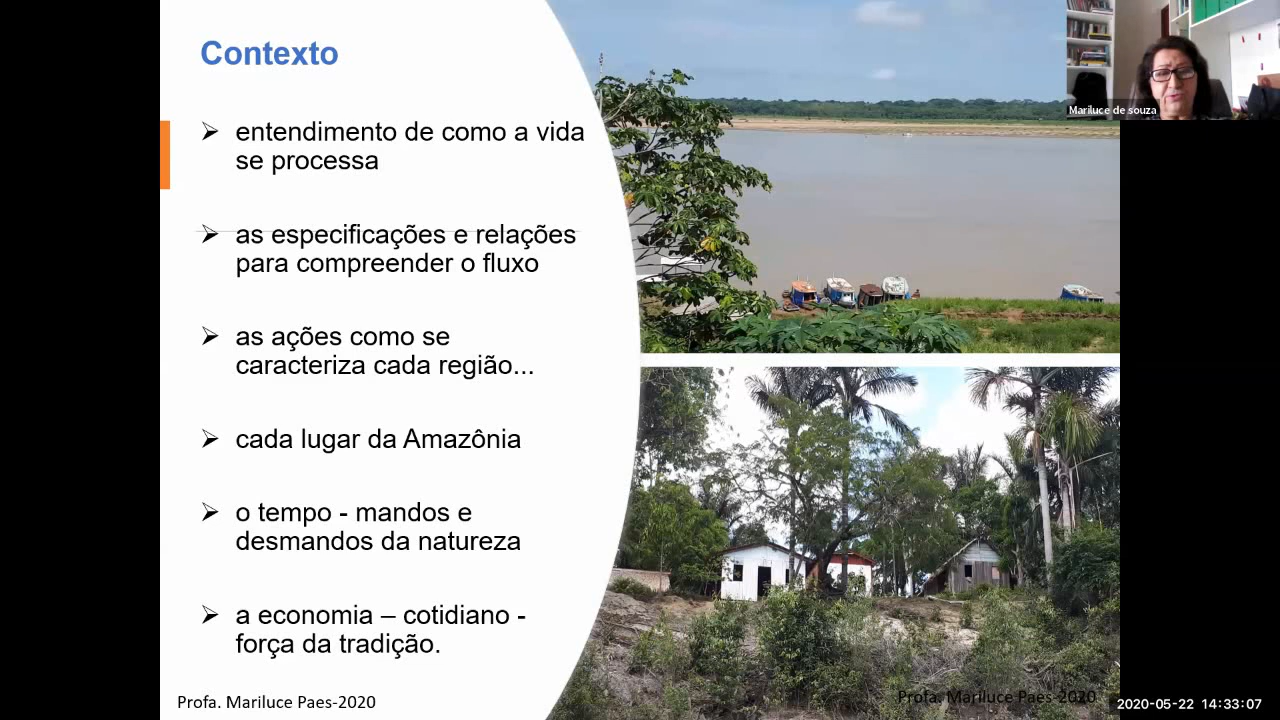 Contexto
entendimento de como a vida
se processa
as especificações e relações
para compreender o fluxo
as ações como se
caracteriza cada região...
cada lugar da Amazônia
o tempo - mandos e
desmandos da natureza
a economia – cotidiano -
força da tradição.
Profa. Mariluce Paes-2020
Profa. Mariluce Paes-2020
Mariluce de souza
2020-05-22 14:33:07